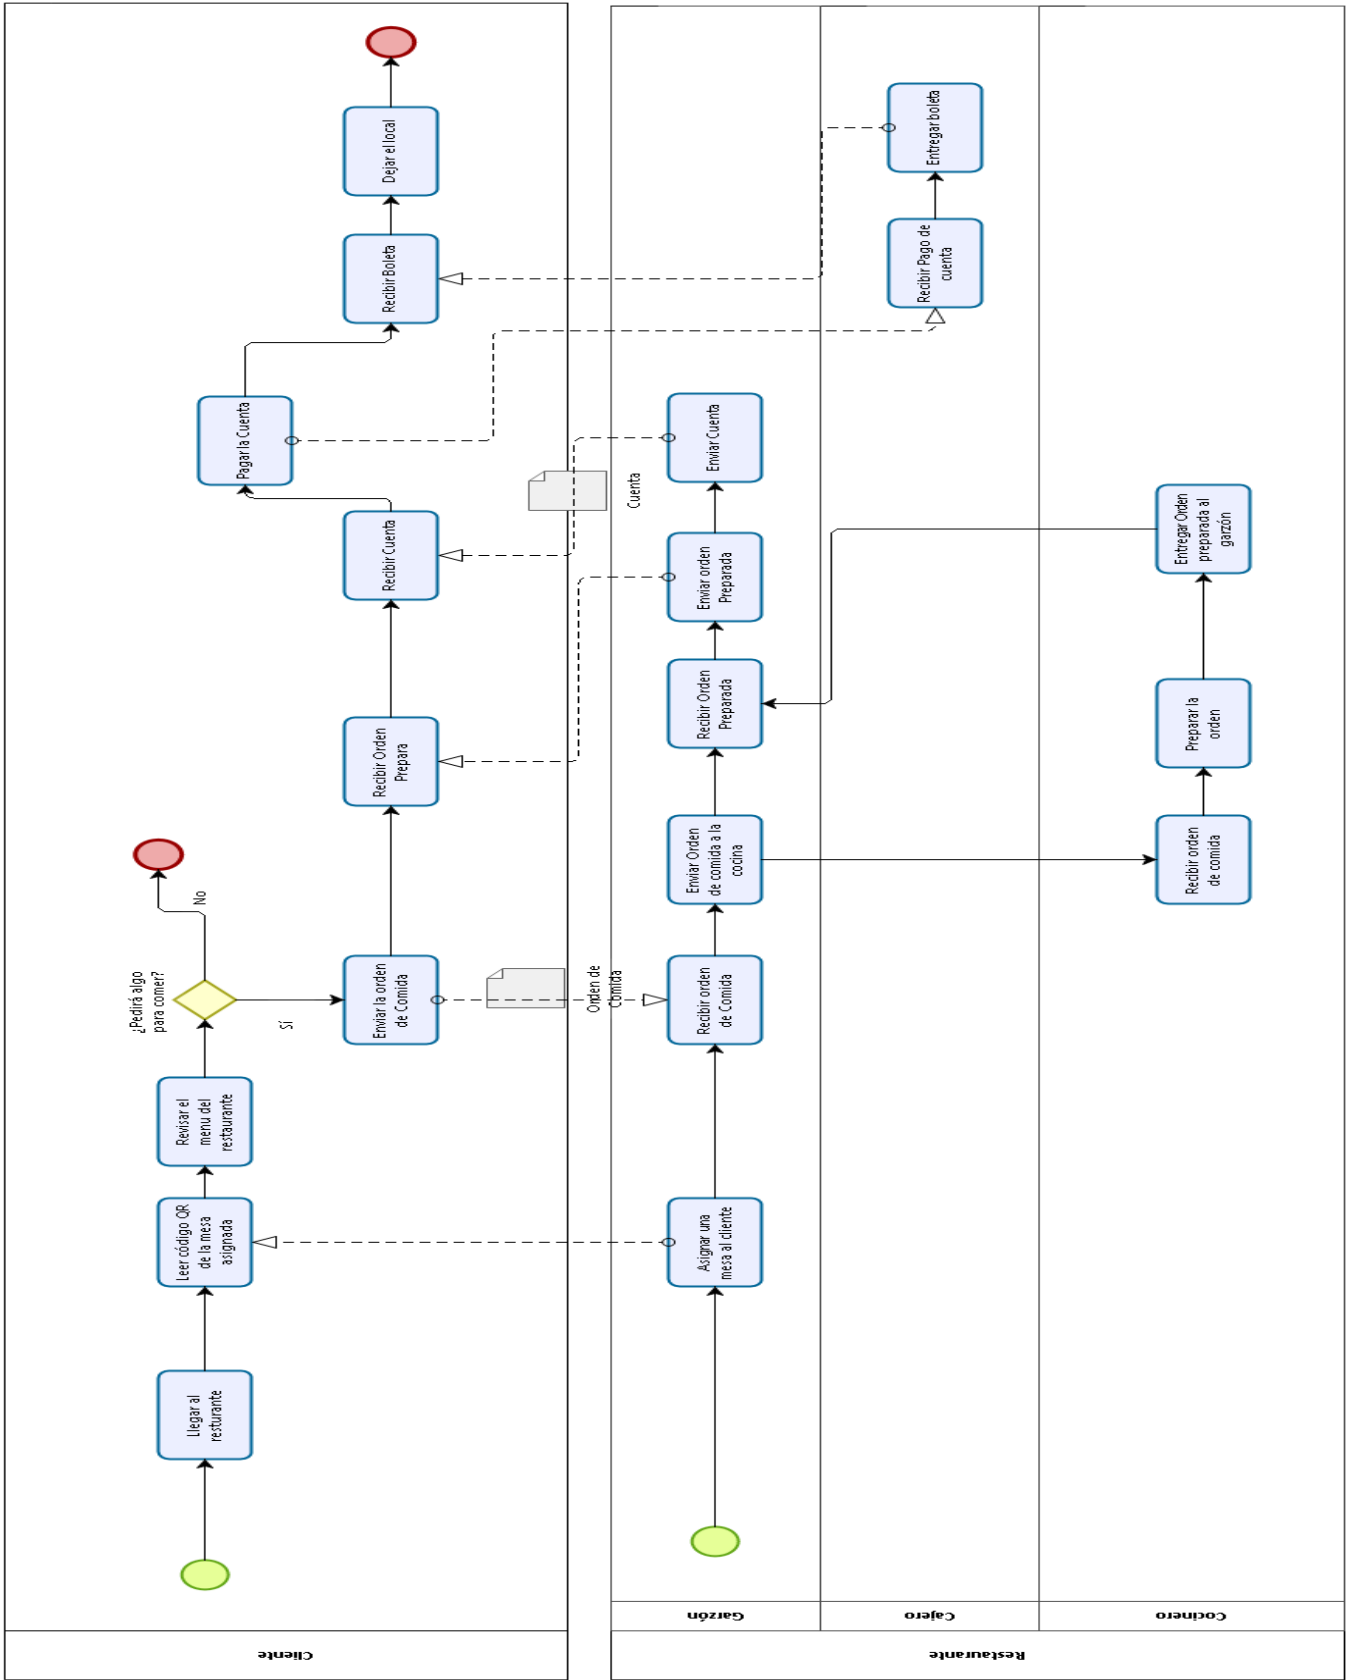 Cliente
Llegar al
resturante
Leer código QR
de la mesa
asignada
Revisar el
menu del
restaurante
¿Pedirá algo
para comer?
No
Sí
Enviar la orden
de Comida
Recibir Orden
Prepara
Recibir Cuenta
Pagar la Cuenta
Recibir Boleta
Dejar el local
Orden de
Comida
Cuenta
Restaurante
Garzón
Asignar una
mesa al cliente
Recibir orden
de Comida
Enviar Orden
de comida a la
cocina
Recibir Orden
Preparada
Enviar orden
Preparada
Enviar Cuenta
Cajero
Recibir Pago de
cuenta
Entregar boleta
Cocinero
Recibir orden
de comida
Preparar la
orden
Entregar Orden
preparada al
garzón